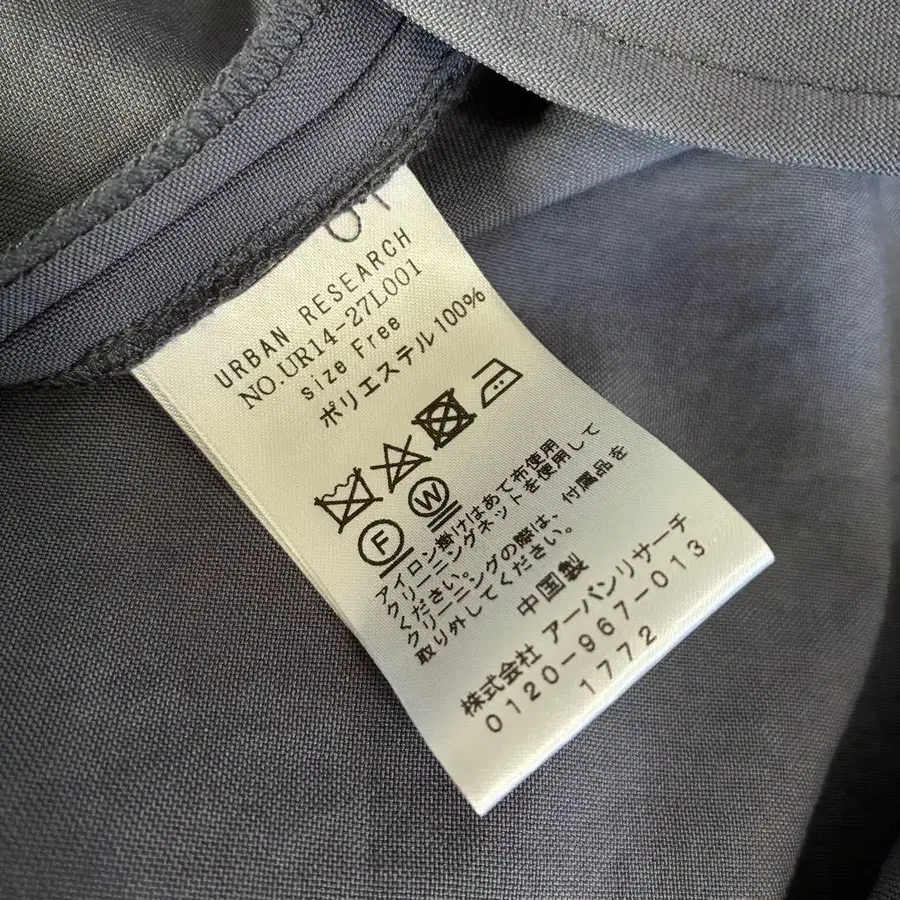 URBAN RESEARCH
NO.UR14-27L001
size Free
ポリエステル100%
F W
アイロン掛けはあて布使用
クリーニングネットを使用して
ください。
クリーニングの際は、付属品を
取り外してください。
中国製
株式会社 アーバンリサーチ
0120-967-013
1772